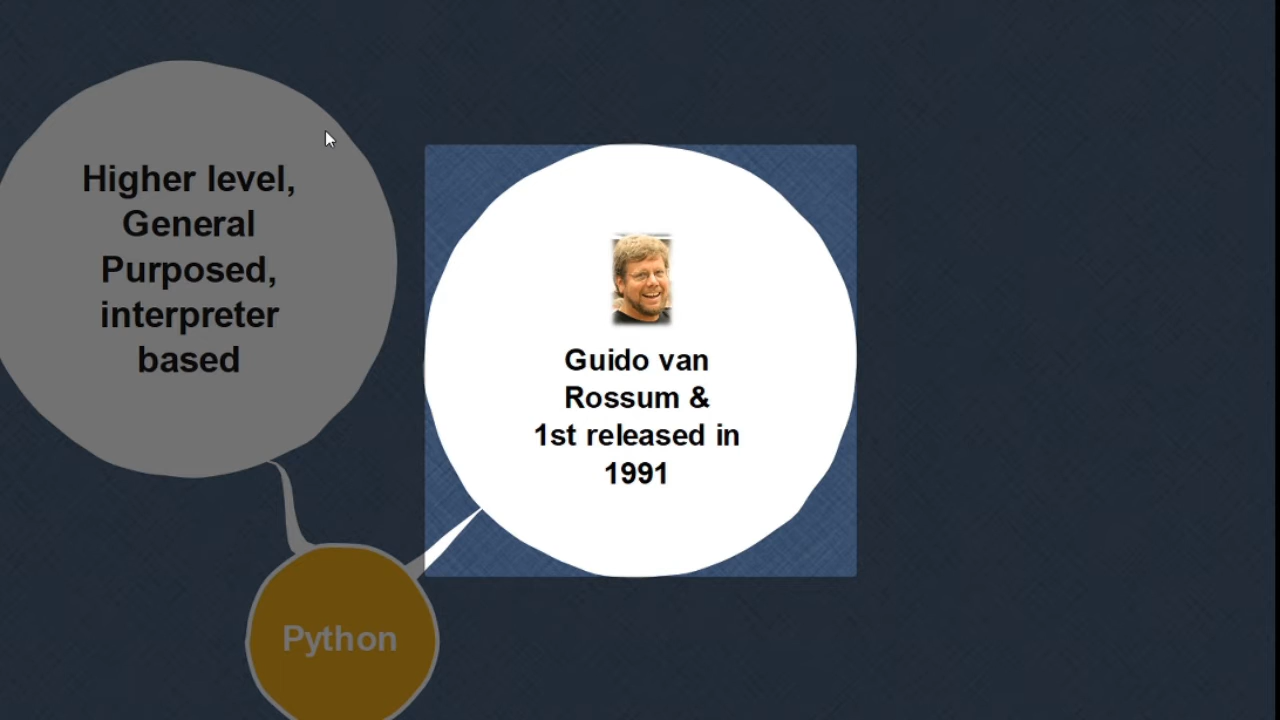 Higher level,
General
Purposed,
interpreter
based
Guido van
Rossum &
1st released in
1991
Python